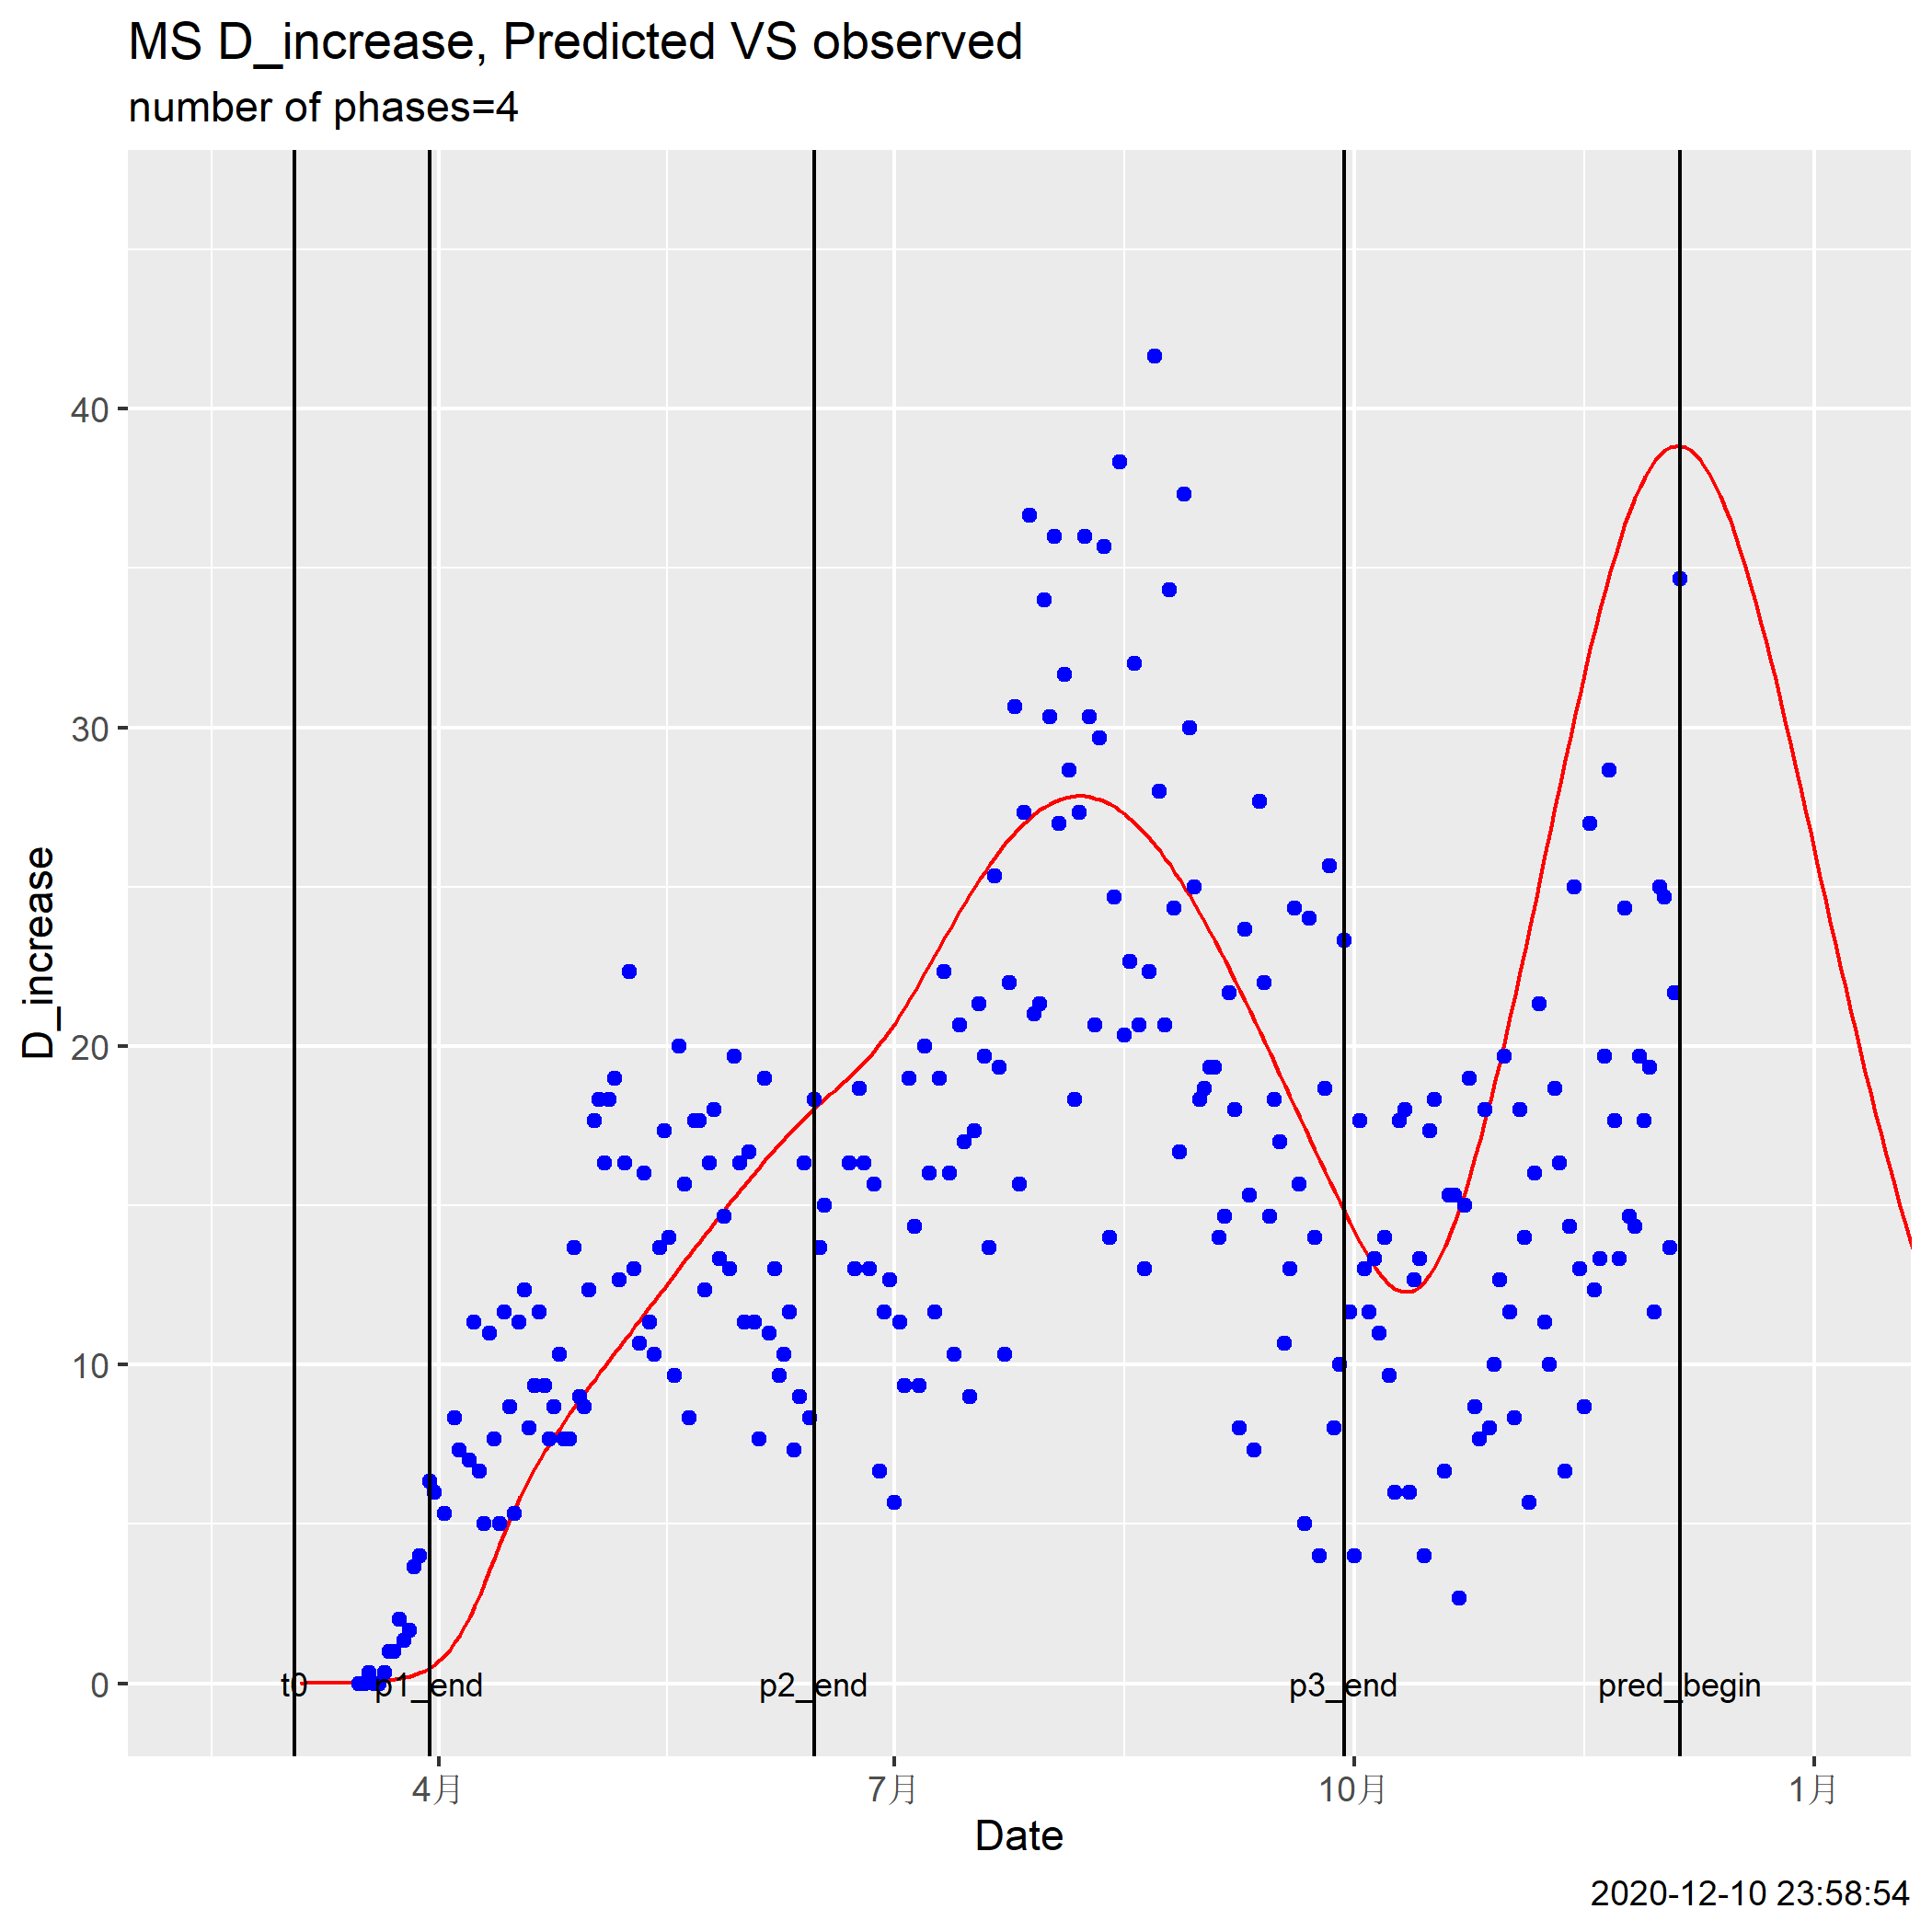 MS D_increase, Predicted VS observed
number of phases=4
D_increase
40
30
20
10
0
t0
p1_end
p2_end
p3_end
pred_begin
4月
7月
10月
1月
Date
2020-12-10 23:58:54